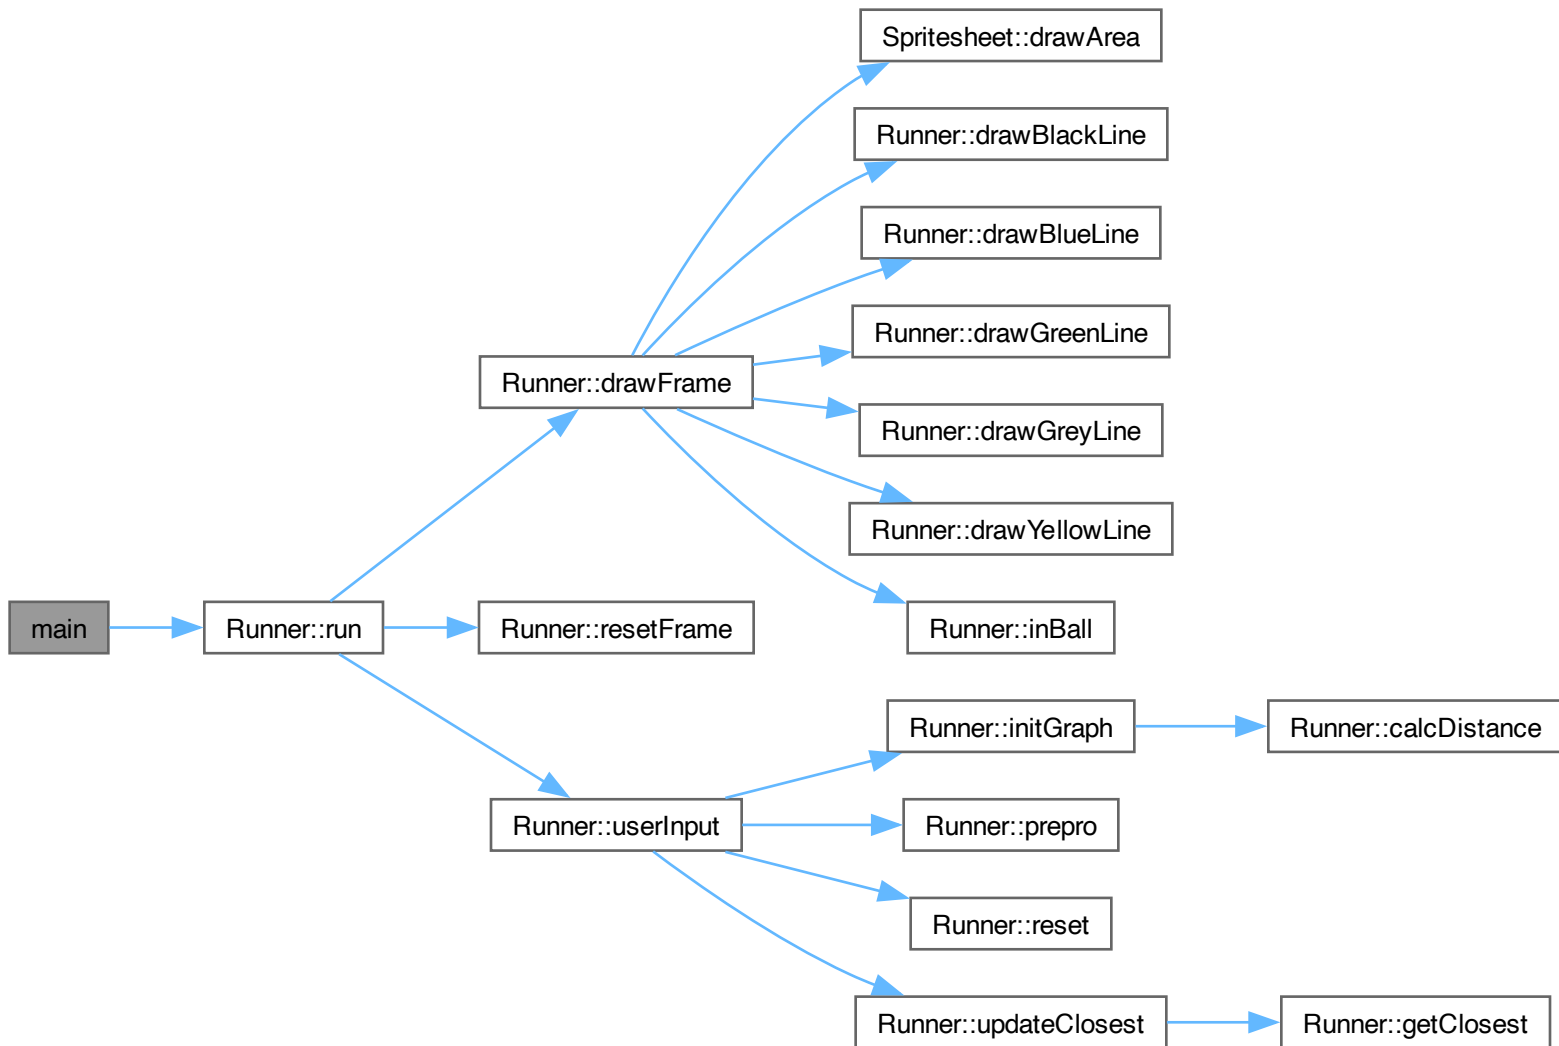 Spritesheet::drawArea
Runner::drawBlackLine
Runner::drawBlueLine
Runner::drawGreenLine
Runner::drawFrame
Runner::drawGreyLine
Runner::drawYellowLine
main
Runner::run
Runner::resetFrame
Runner::inBall
Runner::initGraph
Runner::calcDistance
Runner::userInput
Runner::prepro
Runner::reset
Runner::updateClosest
Runner::getClosest